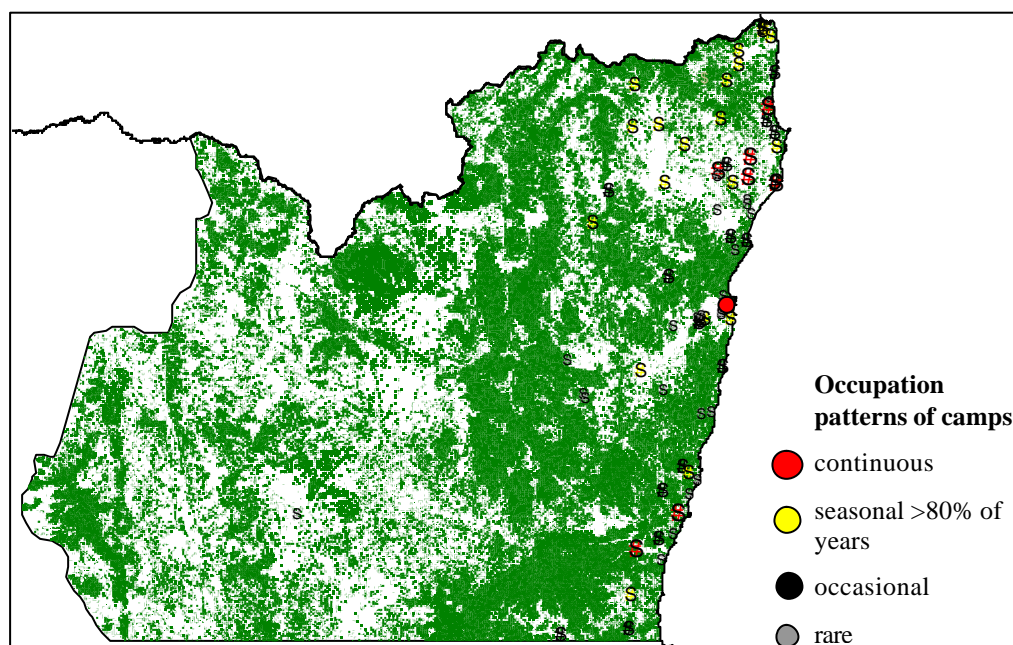 Occupation
patterns of camps
continuous
seasonal >80% of
years
occasional
rare